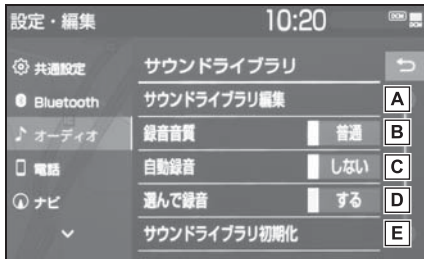 設定・編集
10:20
DCM
共通設定
Bluetooth
オーディオ
電話
ナビ
サウンドライブラリ
サウンドライブラリ編集
A
録音音質
普通
B
自動録音
しない
C
選んで録音
する
D
サウンドライブラリ初期化
E